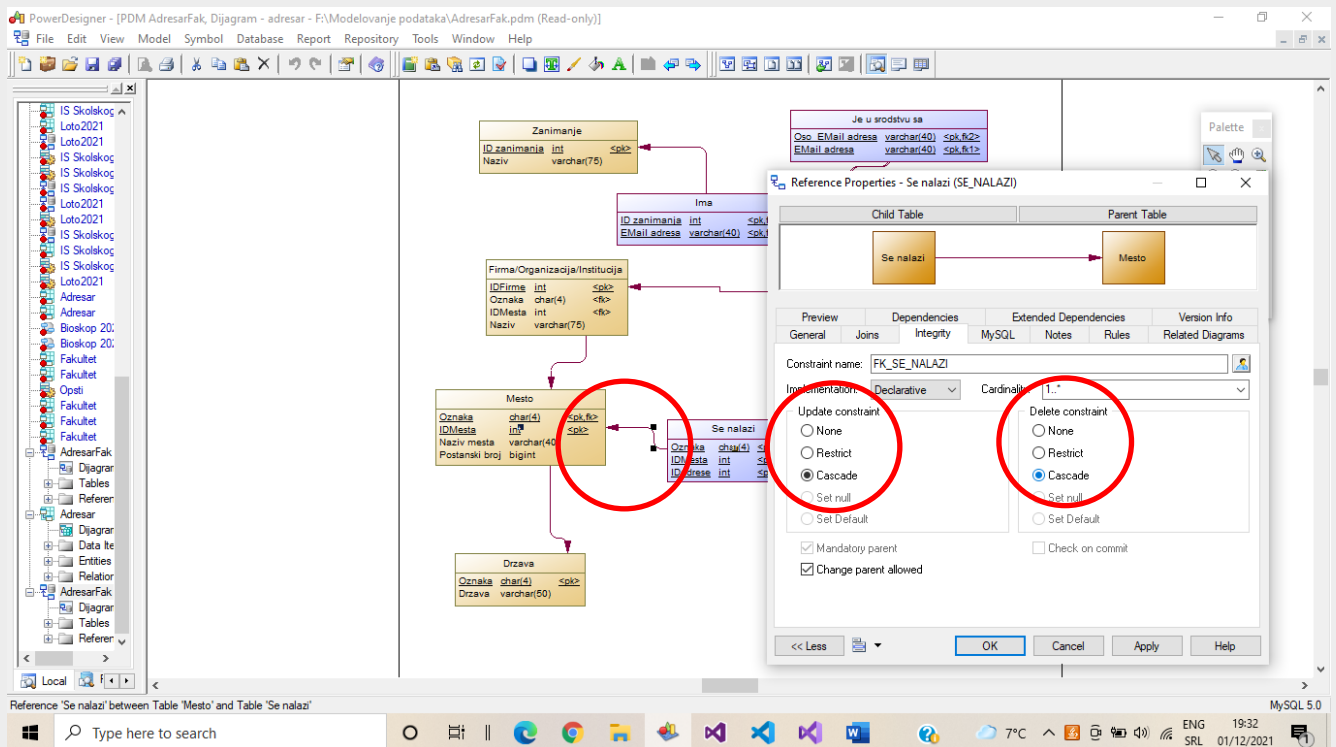 PowerDesigner - [PDM AdresarFak, Dijagram - adresar - F:\Modelovanje podataka\AdresarFak.pdm (Read-only)]
File Edit View Model Symbol Database Report Repository Tools Window Help
IS Skolskog
Loto2021
Loto2021
IS Skolskog
IS Skolskog
IS Skolskog
Loto2021
Loto2021
IS Skolskog
IS Skolskog
IS Skolskog
Loto2021
Adresar
Adresar
Bioskop 202
Bioskop 202
Fakultet
Fakultet
Opsti
Fakultet
Fakultet
Fakultet
AdresarFak
Dijagrar
Tables
Referen
Adresar
Dijagrar
Data Ite
Entities
Relation
AdresarFak
Dijagrar
Tables
Referen
Local
Zanimanje
ID zanimanja int <pk>
Naziv varchar(75)
Je u srodstvu sa
Oso_EMail adresa varchar(40) <pk,fk2>
EMail adresa varchar(40) <pk,fk1>
Ima
ID zanimanja int <pk,f
EMail adresa varchar(40) <pk,f
Firma/Organizacija/Institucija
IDFirme int <pk>
Oznaka char(4) <fk>
IDMesta int <fk>
Naziv varchar(75)
Mesto
Oznaka char(4) <pk,fk>
IDMesta int <pk>
Naziv mesta varchar(40
Postanski broj bigint
Se nalazi
Oznaka char(4)
IDMesta int
IDAdrese int
Drzava
Oznaka char(4) <pk>
Drzava varchar(50)
Palette
Reference Properties - Se nalazi (SE_NALAZI)
Child Table Parent Table
Se nalazi Mesto
Preview Dependencies Extended Dependencies Version Info
General Joins Integrity MySQL Notes Rules Related Diagrams
Constraint name: FK_SE_NALAZI
Implementation: Declarative Cardinality: 1..*
Update constraint Delete constraint
None None
Restrict Restrict
Cascade Cascade
Set null Set null
Set Default Set Default
Mandatory parent Check on commit
Change parent allowed
<< Less OK Cancel Apply Help
Reference 'Se nalazi' between Table 'Mesto' and Table 'Se nalazi' MySQL 5.0
Type here to search 7°C ENG 19:32
SRL 01/12/2021